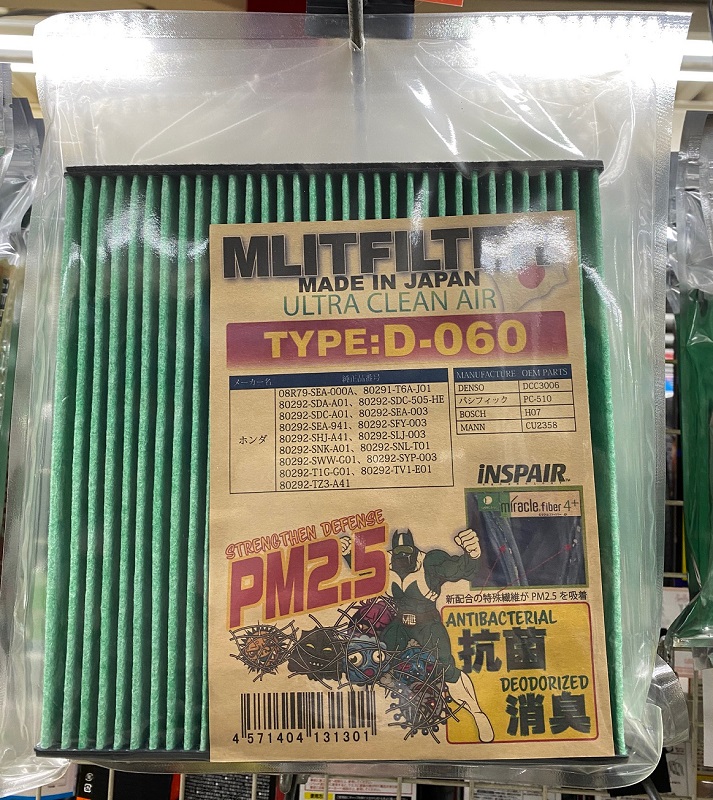 MLITFILTER
MADE IN JAPAN
ULTRA CLEAN AIR
TYPE:D-060
メーカー名 純正品番号
ホンダ
08R79-SEA-000A、80291-T6A-J01
80292-SDA-A01、80292-SDC-505-HE
80292-SDC-A01、80292-SEA-003
80292-SEA-941、80292-SFY-003
80292-SHJ-A41、80292-SLJ-003
80292-SNK-A01、80292-SNL-T01
80292-SWW-G01、80292-SYP-003
80292-T1G-G01、80292-TV1-E01
80292-TZ3-A41
MANUFACTURE OEM PARTS
DENSO DCC3006
パシフィック PC-510
BOSCH H07
MANN CU2358
iNSPAIR
miracle.fiber 4+
新配合の特殊繊維が PM2.5 を吸着
STRENGTHEN DEFENSE
PM2.5
ANTIBACTERIAL
抗菌
DEODORIZED
消臭
4 571404 131301